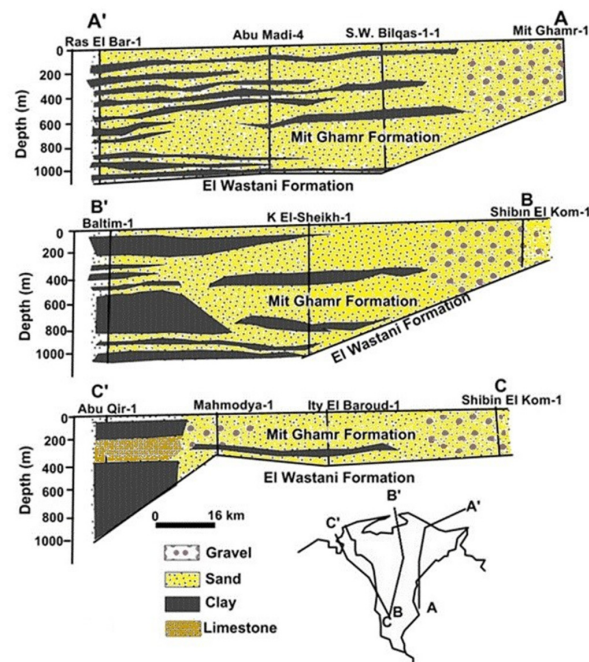 A'
A
Ras El Bar-1
Abu Madi-4
S.W. Bilqas-1-1
Mit Ghamr-1
Depth (m)
0
200
400
600
800
1000
Mit Ghamr Formation
El Wastani Formation
B'
B
Baltim-1
K El-Sheikh-1
Shibin El Kom-1
Depth (m)
0
200
400
600
800
1000
Mit Ghamr Formation
El Wastani Formation
C'
C
Abu Qir-1
Mahmodya-1
Ity El Baroud-1
Shibin El Kom-1
Depth (m)
0
200
400
600
800
1000
Mit Ghamr Formation
El Wastani Formation
0 16 km
Gravel
Sand
Clay
Limestone
B'
C'
A'
B
C
A